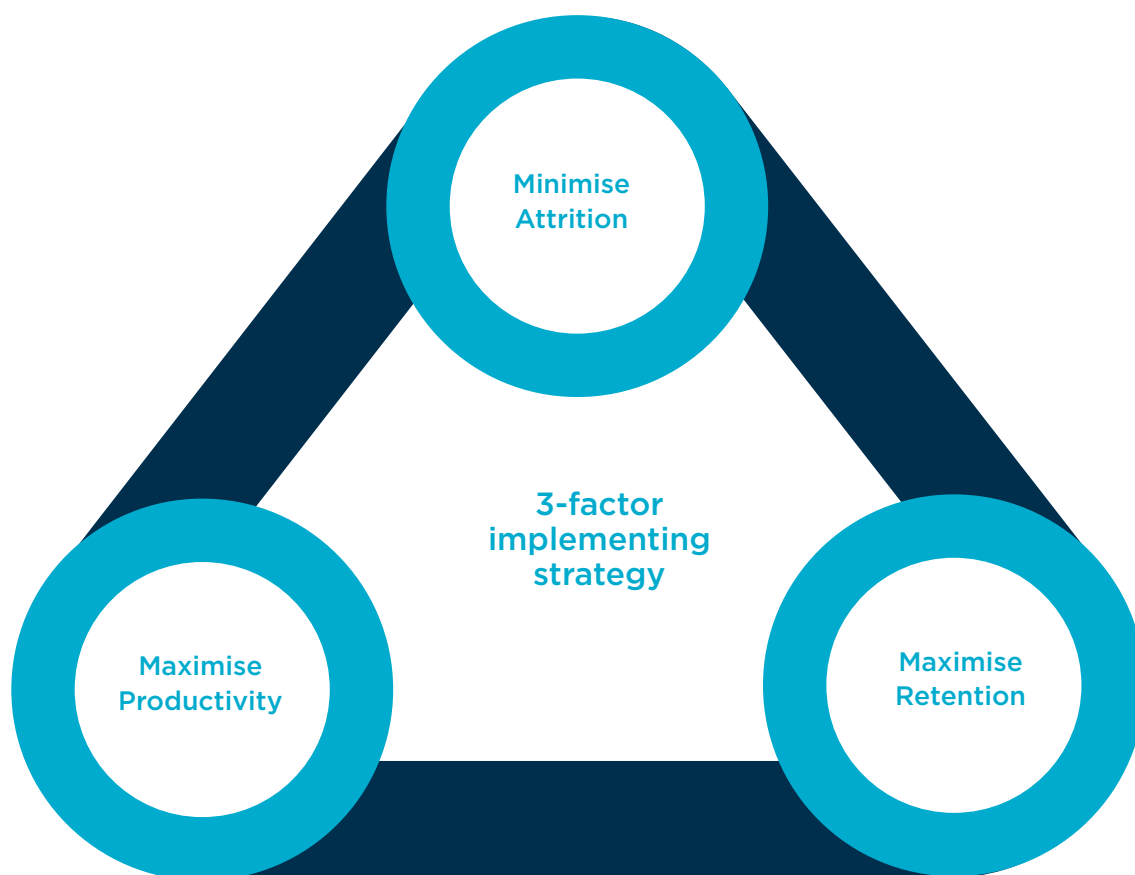 Minimise
Attrition
3-factor
implementing
strategy
Maximise
Productivity
Maximise
Retention